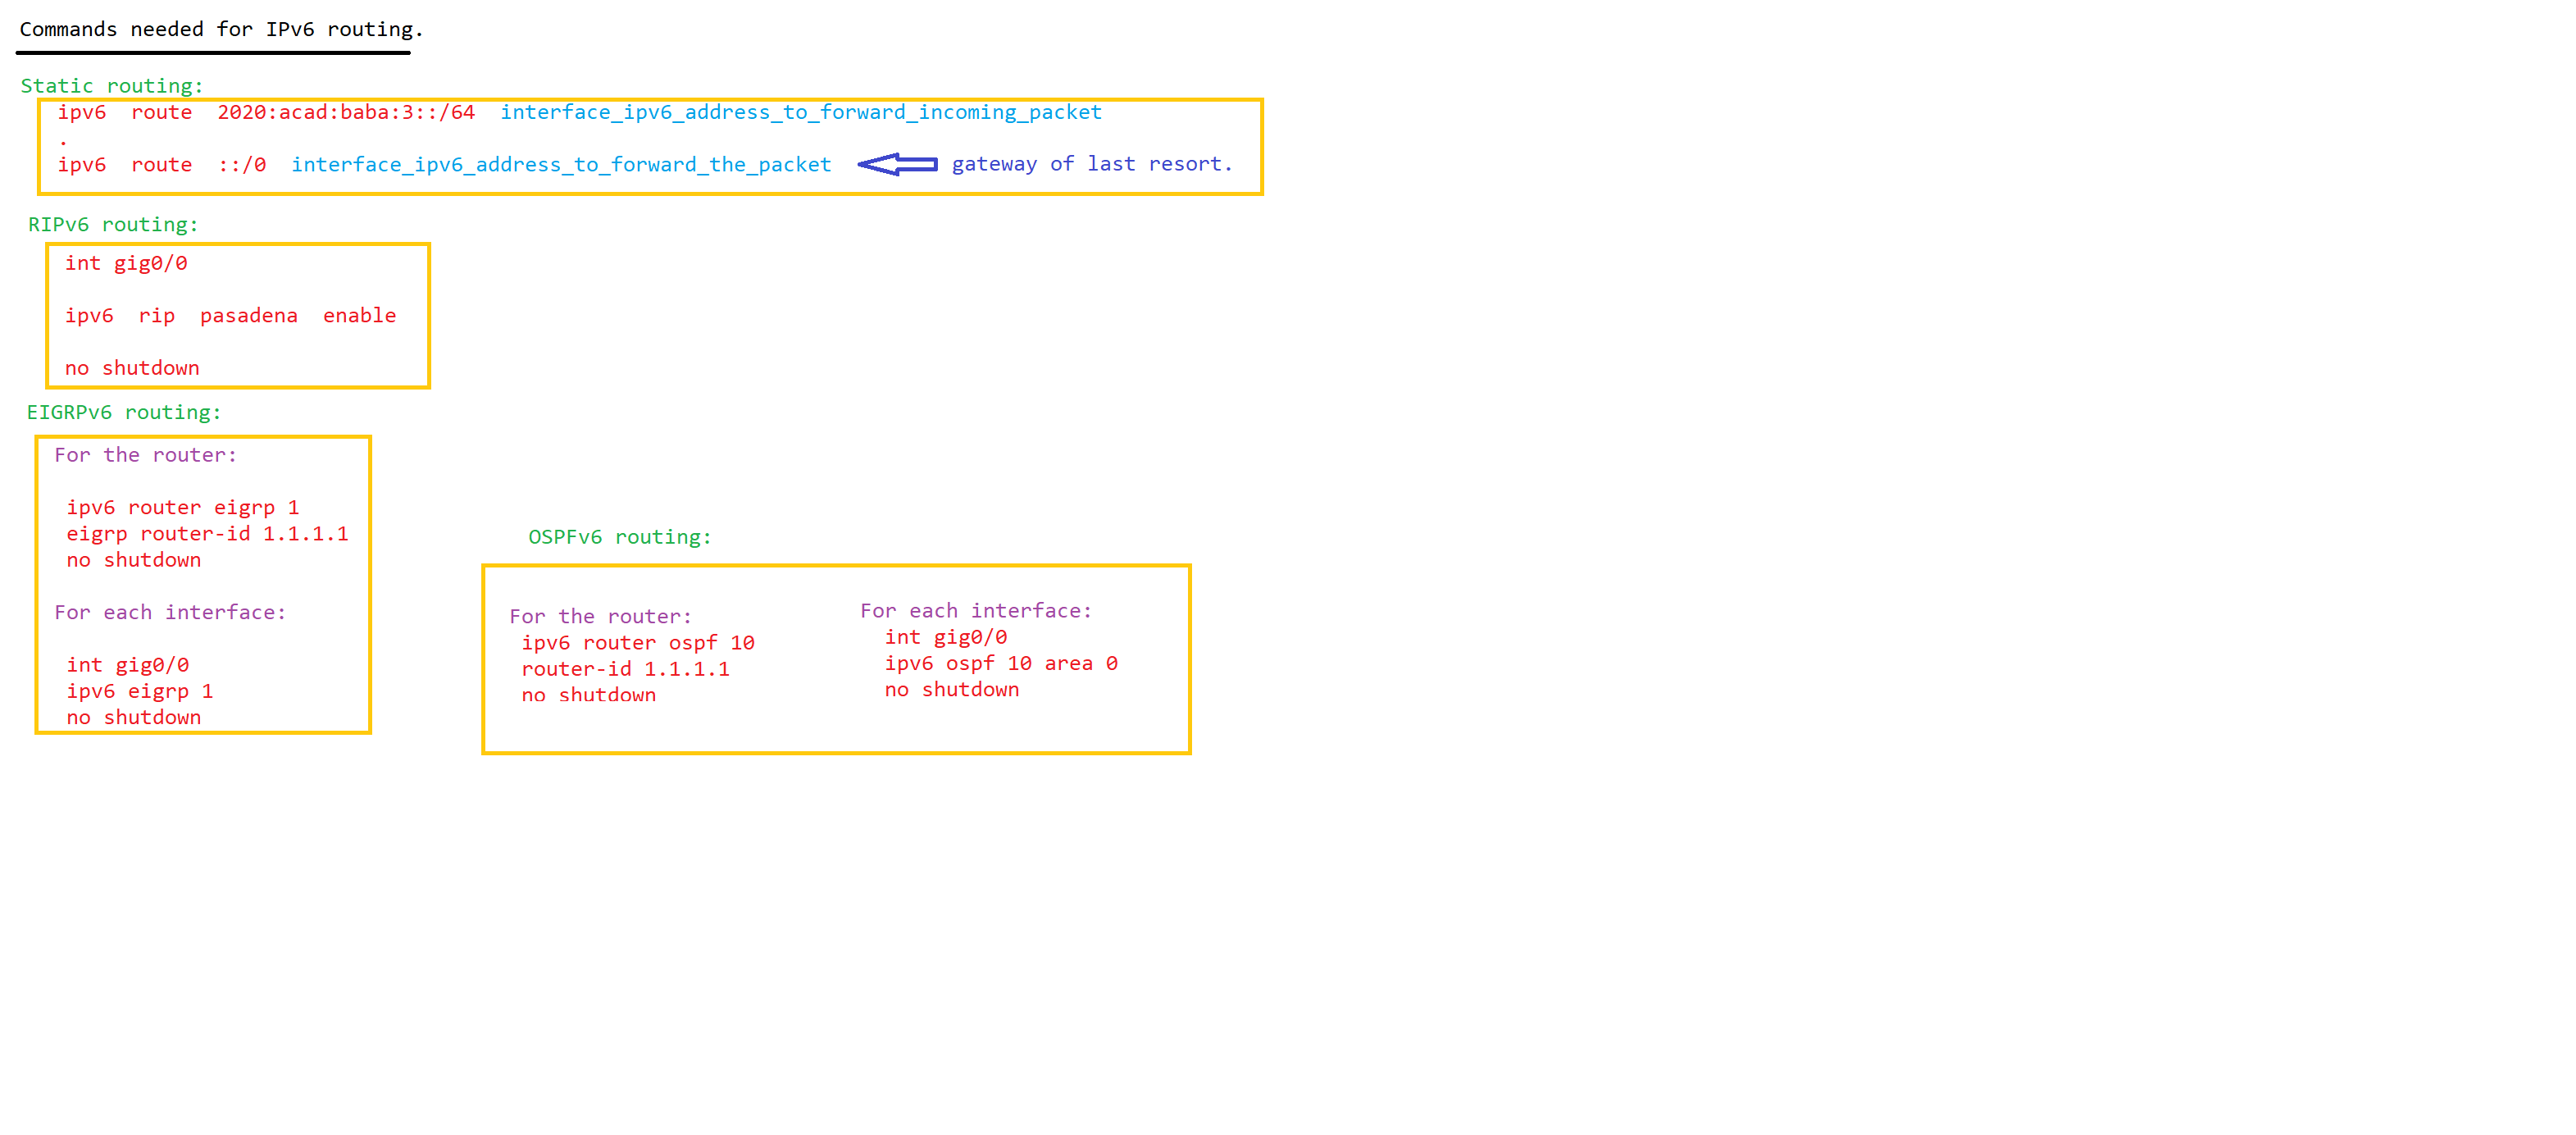 Commands needed for IPv6 routing.
Static routing:
ipv6  route  2020:acad:baba:3::/64  interface_ipv6_address_to_forward_incoming_packet
.
ipv6  route  ::/0  interface_ipv6_address_to_forward_the_packet  gateway of last resort.
RIPv6 routing:
int gig0/0
ipv6  rip  pasadena  enable
no shutdown
EIGRPv6 routing:
For the router:
ipv6 router eigrp 1
eigrp router-id 1.1.1.1
no shutdown
For each interface:
int gig0/0
ipv6 eigrp 1
no shutdown
OSPFv6 routing:
For the router:
ipv6 router ospf 10
router-id 1.1.1.1
no shutdown
For each interface:
int gig0/0
ipv6 ospf 10 area 0
no shutdown